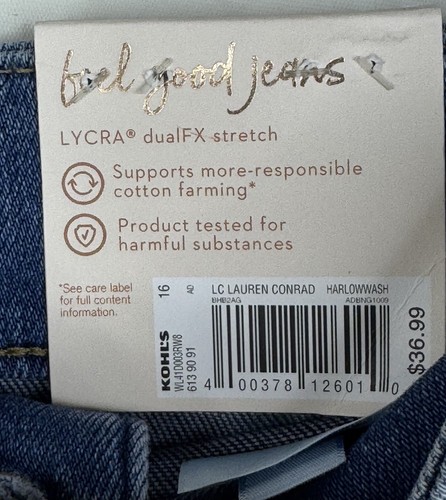 feel good jeans
LYCRA® dualFX stretch
Supports more-responsible
cotton farming*
Product tested for
harmful substances
*See care label
for full content
information.
KOHL'S
WL41D003RW8
613 90 91
16
AD
LC LAUREN CONRAD HARLOWWASH
BHB2AG ADBNG1009
4 00378 12601 0
$36.99